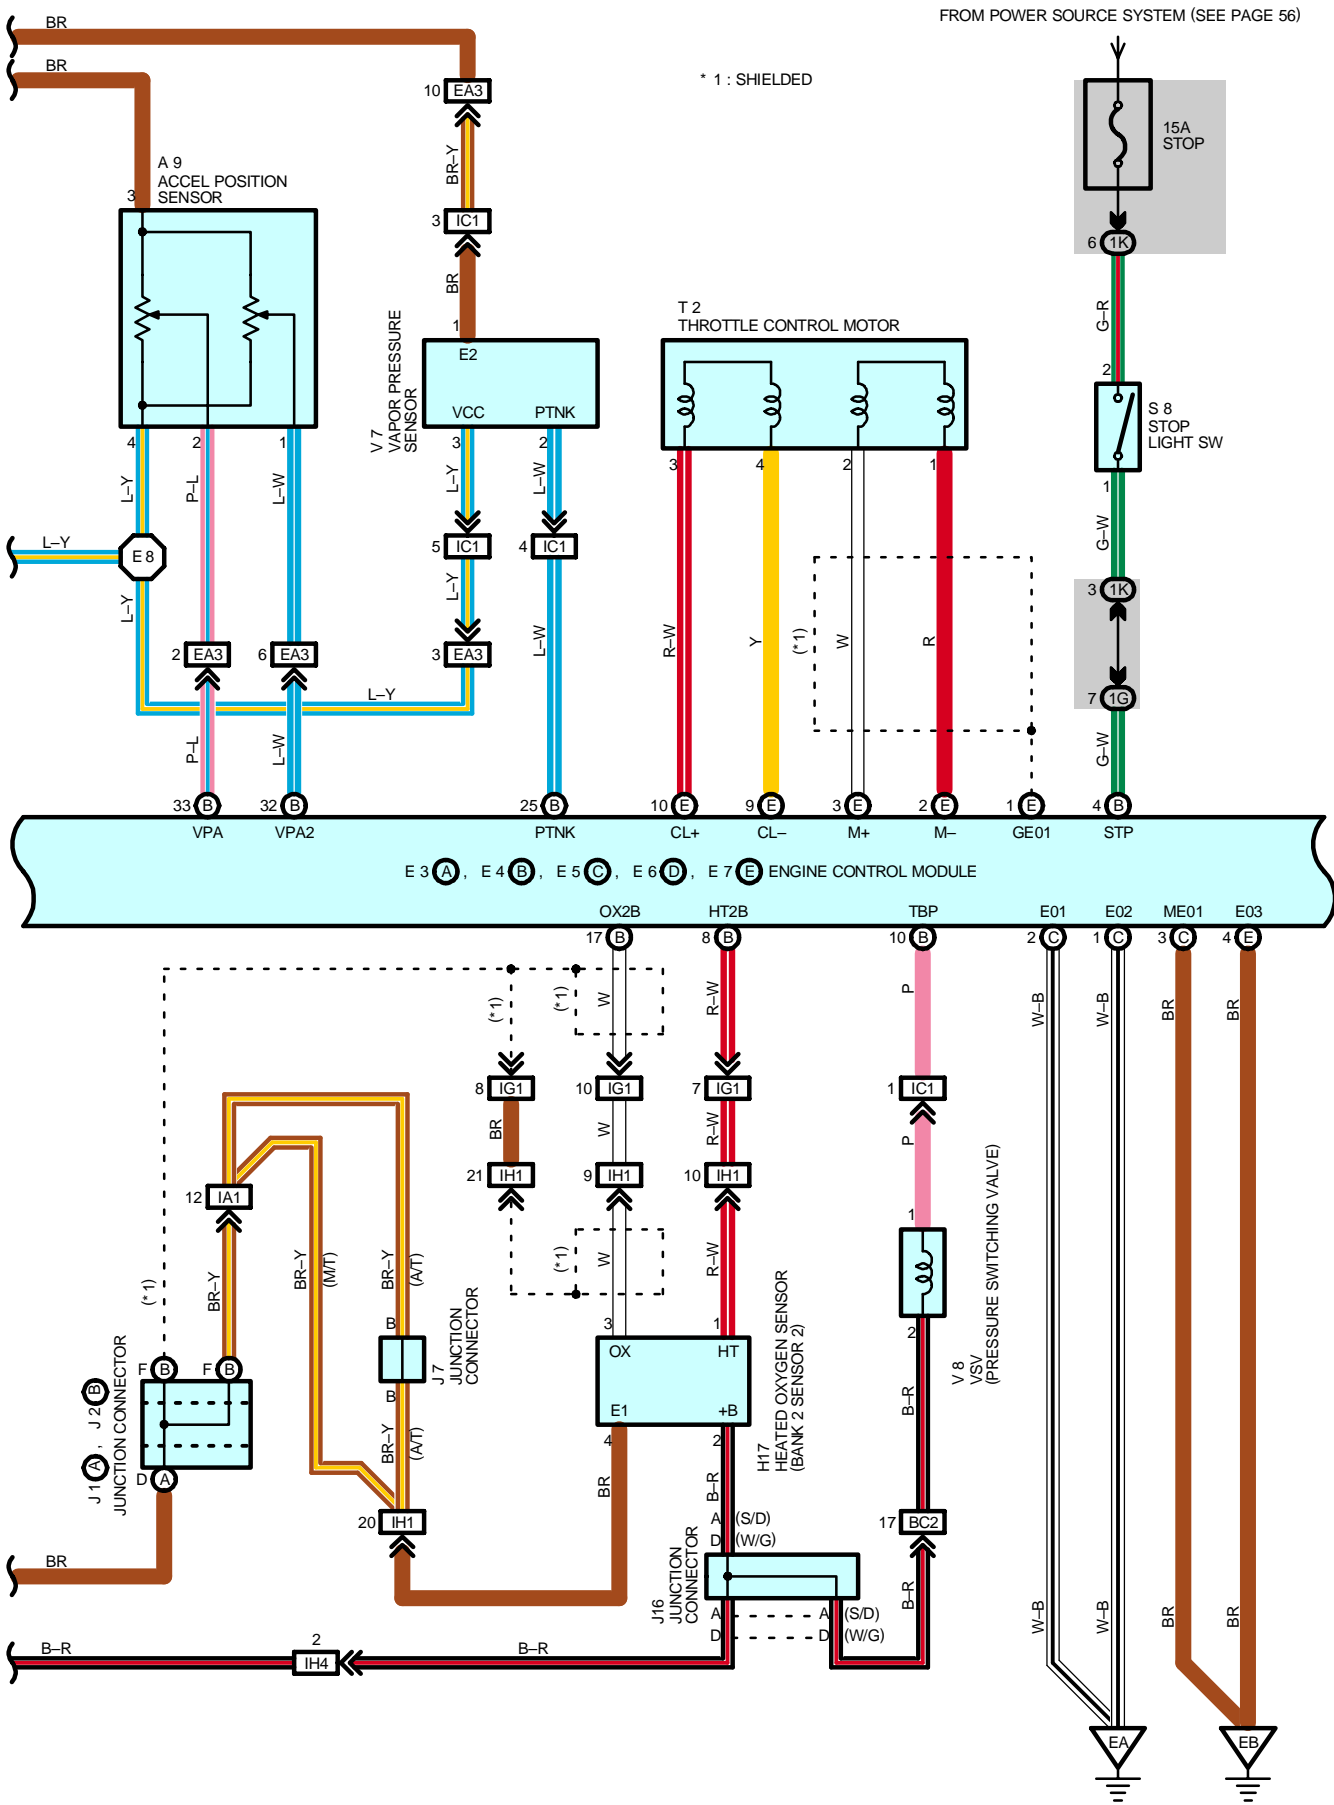 FROM POWER SOURCE SYSTEM (SEE PAGE 56)
BR
BR
* 1 : SHIELDED
10 EA3
15A
STOP
BR–Y
A 9
ACCEL POSITION
SENSOR
3
3 IC1
6 1K
BR
G–R
1
T 2
THROTTLE CONTROL MOTOR
V 7
VAPOR PRESSURE
SENSOR
E2
VCC
PTNK
2
S 8
STOP
LIGHT SW
4
2
1
3
2
3
4
2
1
1
L–Y
P–L
L–W
L–Y
L–W
G–W
L–Y
E 8
5 IC1
4 IC1
3 1K
L–Y
L–Y
L–W
R–W
Y
(*1)
W
R
2 EA3
6 EA3
3 EA3
L–Y
7 1G
P–L
L–W
G–W
33 B
32 B
25 B
10 E
9 E
3 E
2 E
1 E
4 B
VPA
VPA2
PTNK
CL+
CL–
M+
M–
GE01
STP
E 3 A , E 4 B , E 5 C , E 6 D , E 7 E ENGINE CONTROL MODULE
OX2B
HT2B
TBP
E01
E02
ME01
E03
17 B
8 B
10 B
2 C
1 C
3 C
4 E
(*1)
(*1)
W
R–W
P
W–B
W–B
BR
BR
8 IG1
10 IG1
7 IG1
1 IC1
BR
W
R–W
P
21 IH1
9 IH1
10 IH1
12 IA1
1
BR–Y
BR–Y
(M/T)
BR–Y
(A/T)
(*1)
(*1)
W
R–W
V 8
VSV
(PRESSURE SWITCHING VALVE)
B
J 7
JUNCTION
CONNECTOR
B
3
1
2
OX
HT
E1
+B
H17
HEATED OXYGEN SENSOR
(BANK 2 SENSOR 2)
F B
F B
J 1 A , J 2 B
JUNCTION CONNECTOR
D A
BR–Y
(A/T)
4
2
BR
B–R
B–R
A (S/D)
D (W/G)
20 IH1
17 BC2
BR
J16
JUNCTION
CONNECTOR
B–R
A
A (S/D)
D
D (W/G)
W–B
W–B
BR
BR
B–R
2
IH4
B–R
EA
EB